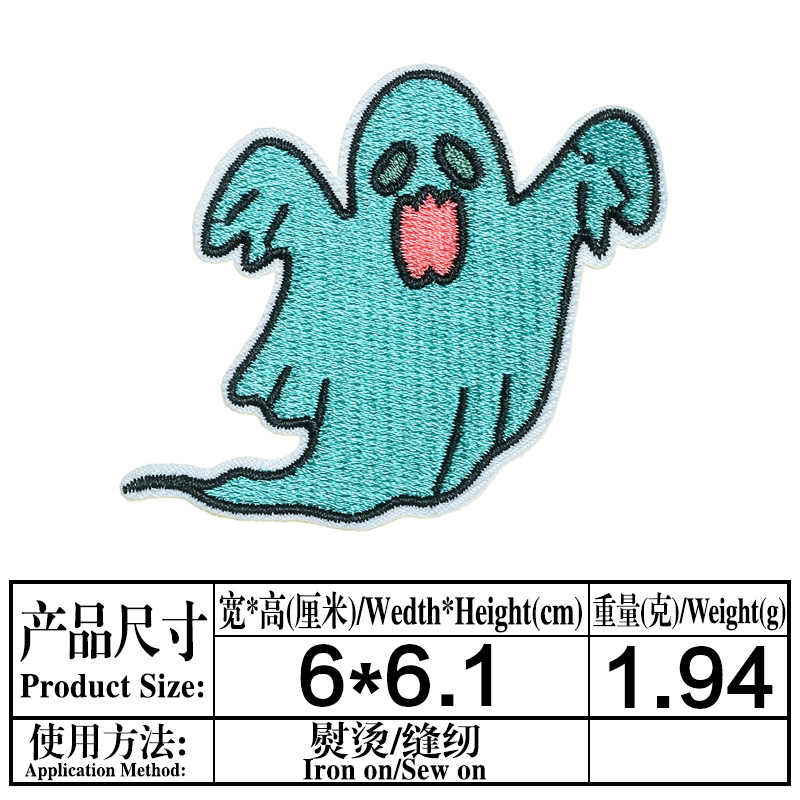 产品尺寸
Product Size:
宽*高(厘米)/Wedth*Height(cm)
重量(克)/Weight(g)
6*6.1
1.94
使用方法:
Application Method:
熨烫/缝纫
Iron on/Sew on